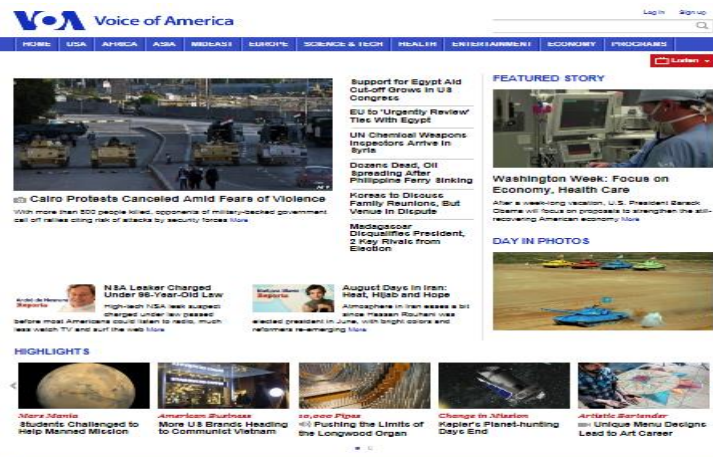 VOA Voice of America
Log In Sign up
HOME USA AFRICA ASIA MIDEAST EUROPE SCIENCE & TECH HEALTH ENTERTAINMENT ECONOMY PROGRAMS
Listen
Cairo Protests Canceled Amid Fears of Violence
With more than 800 people killed, opponents of military-backed government
call off rallies citing risk of attacks by security forces More
Support for Egypt Aid
Cut-off Grows in US
Congress
EU to 'Urgently Review'
Ties With Egypt
UN Chemical Weapons
Inspectors Arrive in
Syria
Dozens Dead, Oil
Spreading After
Philippine Ferry Sinking
Koreas to Discuss
Family Reunions, But
Venue in Dispute
Madagascar
Disqualifies President,
2 Key Rivals from
Election
FEATURED STORY
Washington Week: Focus on
Economy, Health Care
After a week-long vacation, U.S. President Barack
Obama will focus on proposals to strengthen the still-
recovering American economy More
DAY IN PHOTOS
Reports
NSA Leaker Charged
Under 96-Year-Old Law
High-tech NSA leak suspect
charged under law passed
before most Americans could listen to radio, much
less watch TV and surf the web More
Reports
August Days in Iran:
Heat, Hijab and Hope
Atmosphere in Iran eases a bit
since Hassan Rouhani was
elected president in June, with bright colors and
reformers re-emerging More
HIGHLIGHTS
Mars Mania
Students Challenged to
Help Manned Mission
American Business
More US Brands Heading
to Communist Vietnam
10,000 Pipes
Pushing the Limits of
the Longwood Organ
Change in Mission
Kepler's Planet-hunting
Days End
Artistic Bartender
Unique Menu Designs
Lead to Art Career